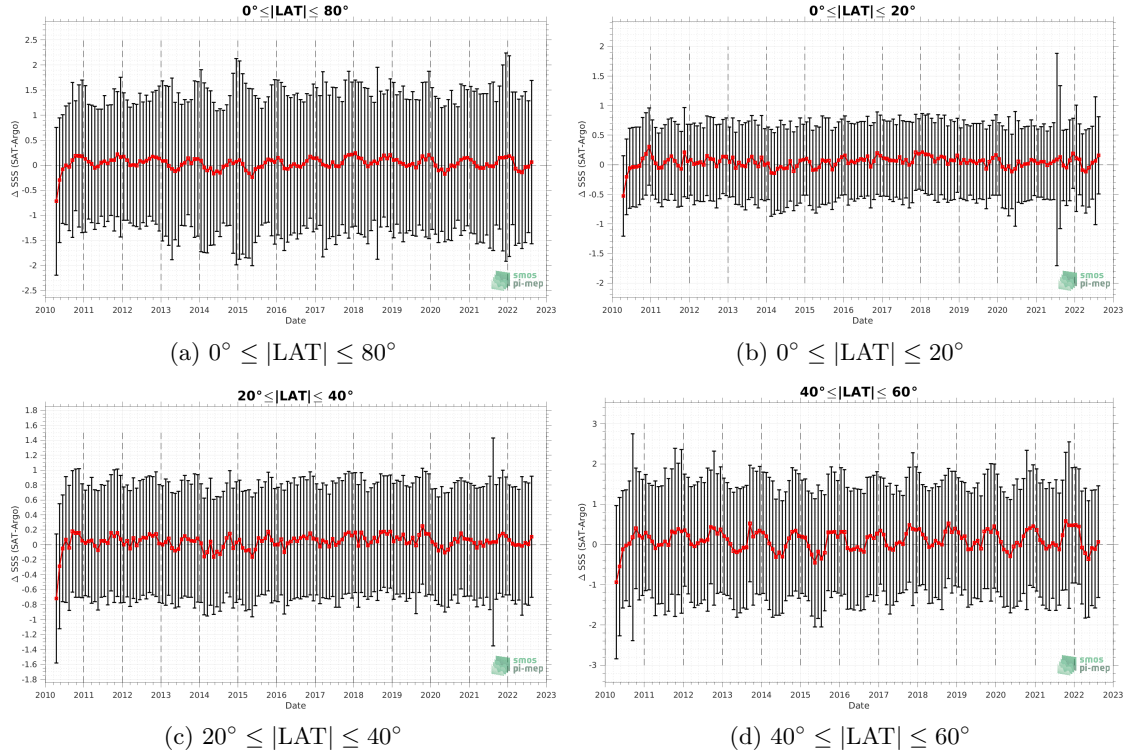 0°≤|LAT|≤ 80°
Δ SSS (SAT-Argo)
2.5
2
1.5
1
0.5
0
-0.5
-1
-1.5
-2
-2.5
2010 2011 2012 2013 2014 2015 2016 2017 2018 2019 2020 2021 2022 2023
Date
smos
pi-mep
(a) 0° ≤ |LAT| ≤ 80°
0°≤|LAT|≤ 20°
Δ SSS (SAT-Argo)
2
1.5
1
0.5
0
-0.5
-1
-1.5
-2
2010 2011 2012 2013 2014 2015 2016 2017 2018 2019 2020 2021 2022 2023
Date
smos
pi-mep
(b) 0° ≤ |LAT| ≤ 20°
20°≤|LAT|≤ 40°
Δ SSS (SAT-Argo)
1.8
1.6
1.4
1.2
1
0.8
0.6
0.4
0.2
0
-0.2
-0.4
-0.6
-0.8
-1
-1.2
-1.4
-1.6
-1.8
2010 2011 2012 2013 2014 2015 2016 2017 2018 2019 2020 2021 2022 2023
Date
smos
pi-mep
(c) 20° ≤ |LAT| ≤ 40°
40°≤|LAT|≤ 60°
Δ SSS (SAT-Argo)
3
2
1
0
-1
-2
-3
2010 2011 2012 2013 2014 2015 2016 2017 2018 2019 2020 2021 2022 2023
Date
smos
pi-mep
(d) 40° ≤ |LAT| ≤ 60°